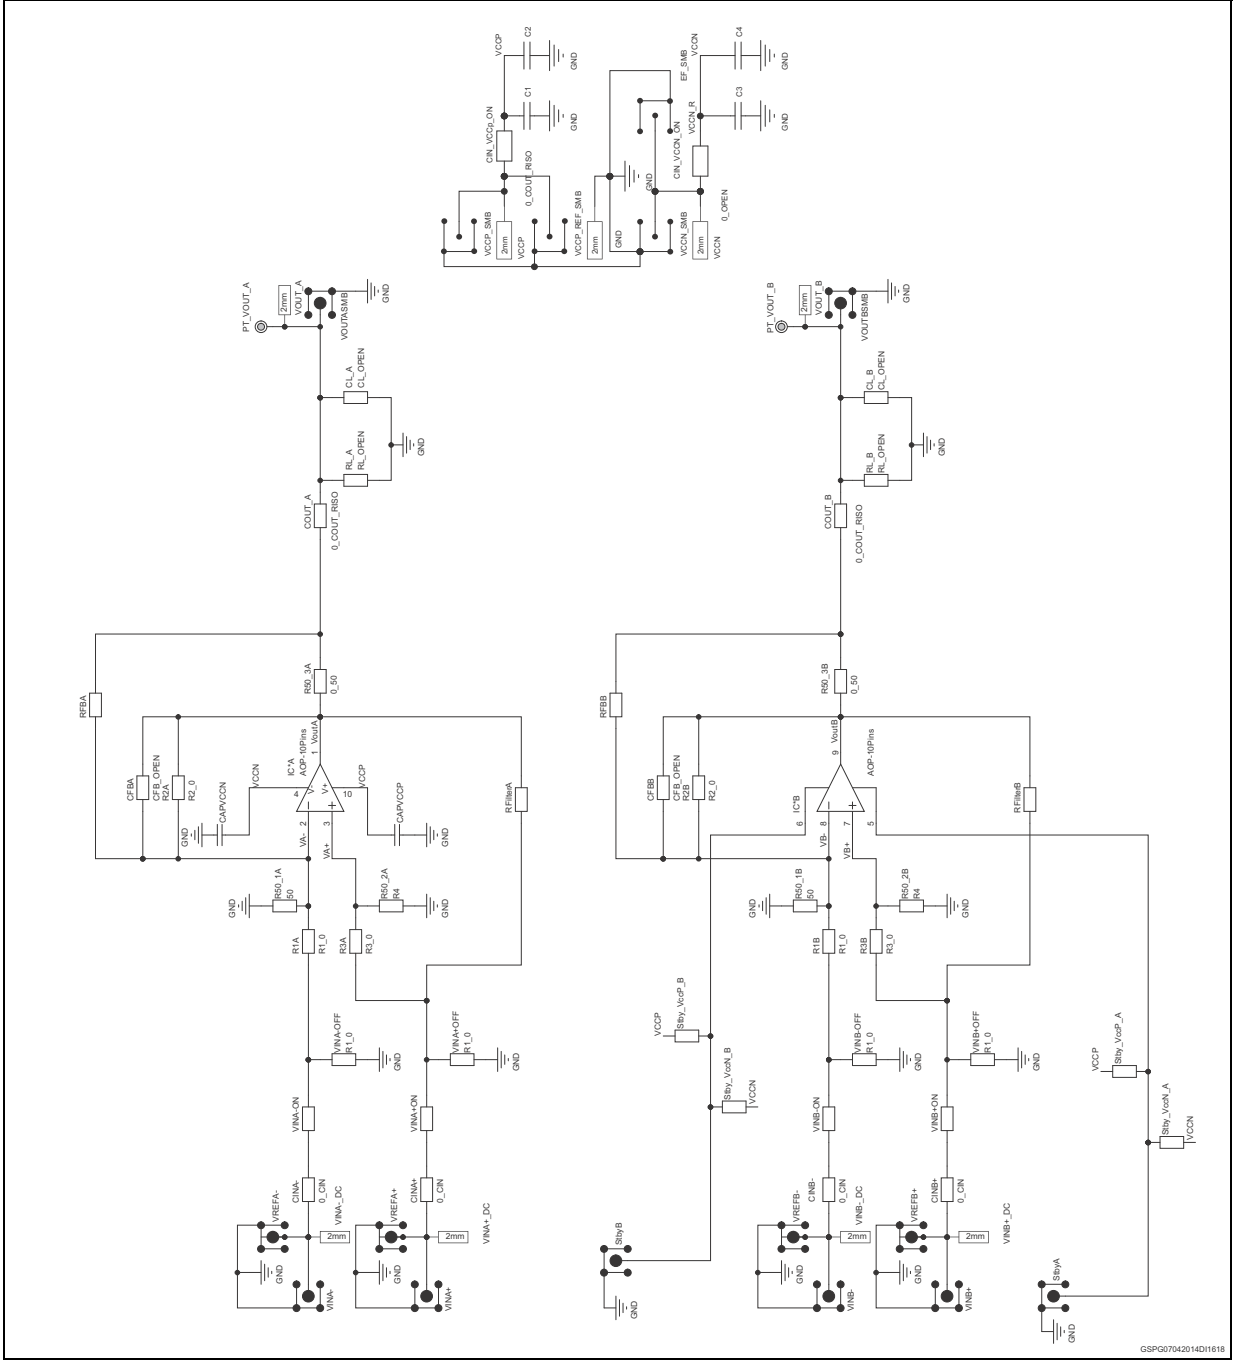 VCCP
C2
GND
CIN_VCCp_ON
C1
GND
0_COUT_RISO
VCCP_SMB
2mm
VCCP
VCCP_REF_SMB
2mm
GND
GND
EF_SMB
VCCN
C4
GND
VCCN_R
C3
GND
CIN_VCCN_ON
0_OPEN
VCCN_SMB
2mm
VCCN
PT_VOUT_A
2mm
VOUT_A
VOUTASMB
GND
CL_A
CL_OPEN
RL_A
RL_OPEN
GND
COUT_A
0_COUT_RISO
RFBA
R50_3A
0_50
CFBA
CFB_OPEN
R2A
R2_0
VoutA
1
IC*A
AOP-10Pins
VCCN
4
V-
V+
10
VCCP
2
3
VA-
VA+
GND
CAPVCCN
CAPVCCP
GND
RFilterA
GND
R50_1A
50
R50_2A
R4
GND
R1A
R1_0
R3A
R3_0
VINA-OFF
R1_0
GND
VINA+OFF
R1_0
GND
VINA-ON
VINA+ON
CINA-
0_CIN
CINA+
0_CIN
VREFA-
VINA-_DC
2mm
GND
VINA-
VREFA+
2mm
VINA+_DC
GND
VINA+
PT_VOUT_B
2mm
VOUT_B
VOUTBSMB
GND
CL_B
CL_OPEN
RL_B
RL_OPEN
GND
COUT_B
0_COUT_RISO
RFBB
R50_3B
0_50
CFBB
CFB_OPEN
R2B
R2_0
VoutB
9
AOP-10Pins
IC*B
6
8
7
5
VB-
VB+
RFilterB
GND
R50_1B
50
R50_2B
R4
GND
R1B
R1_0
R3B
R3_0
VCCP
Stby_VccP_B
Stby_VccN_B
VCCN
VINB-OFF
R1_0
GND
VINB+OFF
R1_0
GND
VCCP
Stby_VccP_A
Stby_VccN_A
VCCN
VINB-ON
VINB+ON
CINB-
0_CIN
CINB+
0_CIN
StbyB
GND
VREFB-
VINB-_DC
2mm
GND
VINB-
VREFB+
2mm
VINB+_DC
GND
VINB+
StbyA
GND
GSPG07042014DI1618